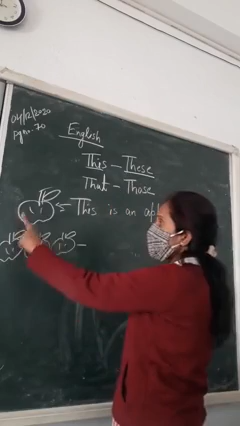 04/12/2020
Pg no. 70
English
This - These
That - Those
This is an